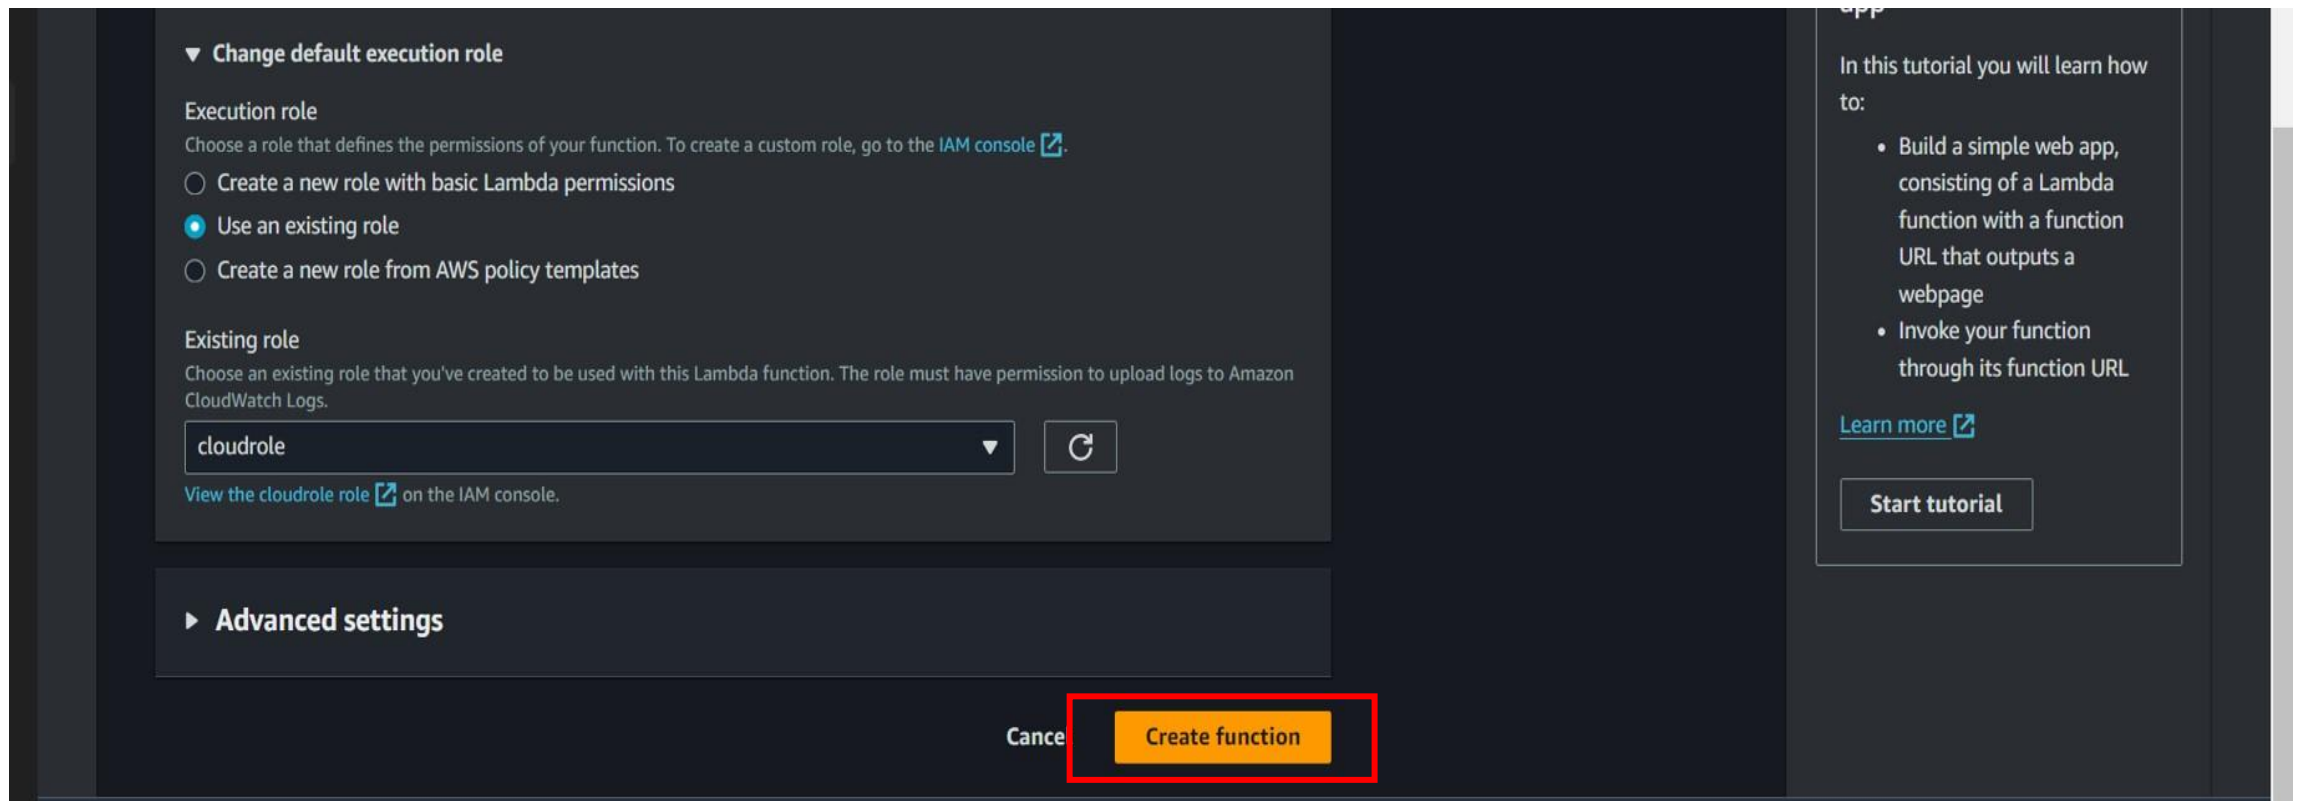 ▼ Change default execution role
Execution role
Choose a role that defines the permissions of your function. To create a custom role, go to the IAM console.
Create a new role with basic Lambda permissions
Use an existing role
Create a new role from AWS policy templates
Existing role
Choose an existing role that you've created to be used with this Lambda function. The role must have permission to upload logs to Amazon
CloudWatch Logs.
cloudrole
View the cloudrole role on the IAM console.
Advanced settings
Cance
Create function
app
In this tutorial you will learn how
to:
• Build a simple web app,
consisting of a Lambda
function with a function
URL that outputs a
webpage
• Invoke your function
through its function URL
Learn more
Start tutorial